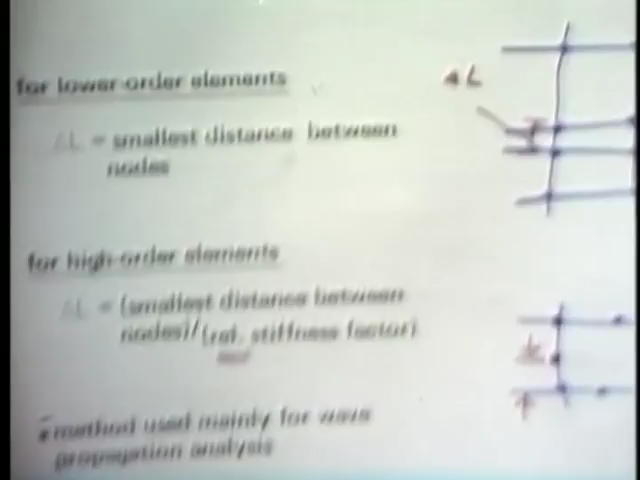 for lower-order elements
ΔL
ΔL = smallest distance between
nodes
for high-order elements
ΔL = (smallest distance between
nodes)/(rel. stiffness factor)
method used mainly for wave
propagation analysis